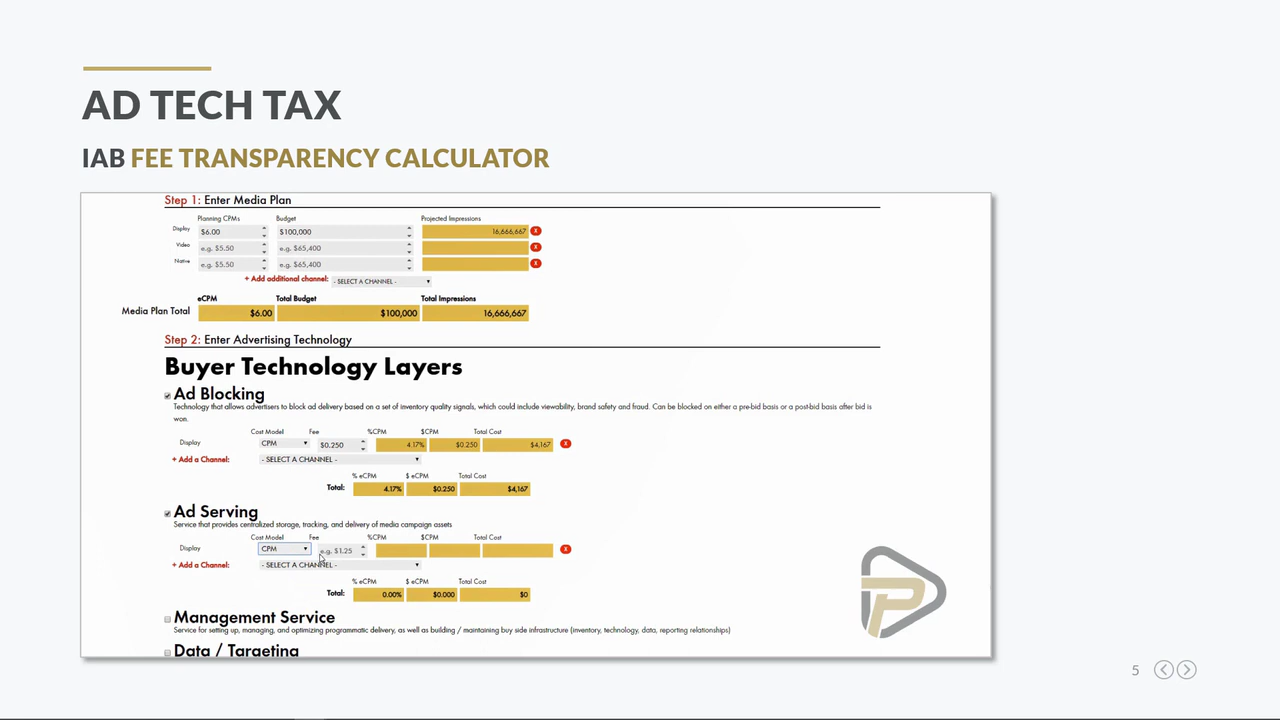 AD TECH TAX
IAB FEE TRANSPARENCY CALCULATOR
Step 1: Enter Media Plan
Planning CPMs Budget Projected Impressions
Display $6.00 $100,000 16,666,667 X
Video e.g. $5.50 e.g. $65,400 X
Native e.g. $5.50 e.g. $65,400 X
+ Add additional channel: - SELECT A CHANNEL -
eCPM Total Budget Total Impressions
Media Plan Total $6.00 $100,000 16,666,667
Step 2: Enter Advertising Technology
Buyer Technology Layers
Ad Blocking
Technology that allows advertisers to block ad delivery based on a set of inventory quality signals, which could include viewability, brand safety and fraud. Can be blocked on either a pre-bid basis or a post-bid basis after bid is
won.
Cost Model Fee %CPM $CPM Total Cost
Display CPM $0.250 4.17% $0.250 $4,167 X
+ Add a Channel: - SELECT A CHANNEL -
% eCPM $ eCPM Total Cost
Total: 4.17% $0.250 $4,167
Ad Serving
Service that provides centralized storage, tracking, and delivery of media campaign assets
Cost Model Fee %CPM $CPM Total Cost
Display CPM e.g. $1.25 X
+ Add a Channel: - SELECT A CHANNEL -
% eCPM $ eCPM Total Cost
Total: 0.00% $0.000 $0
Management Service
Service for setting up, managing, and optimizing programmatic delivery, as well as building / maintaining buy side infrastructure (inventory, technology, data, reporting relationships)
Data / Targeting
P
5